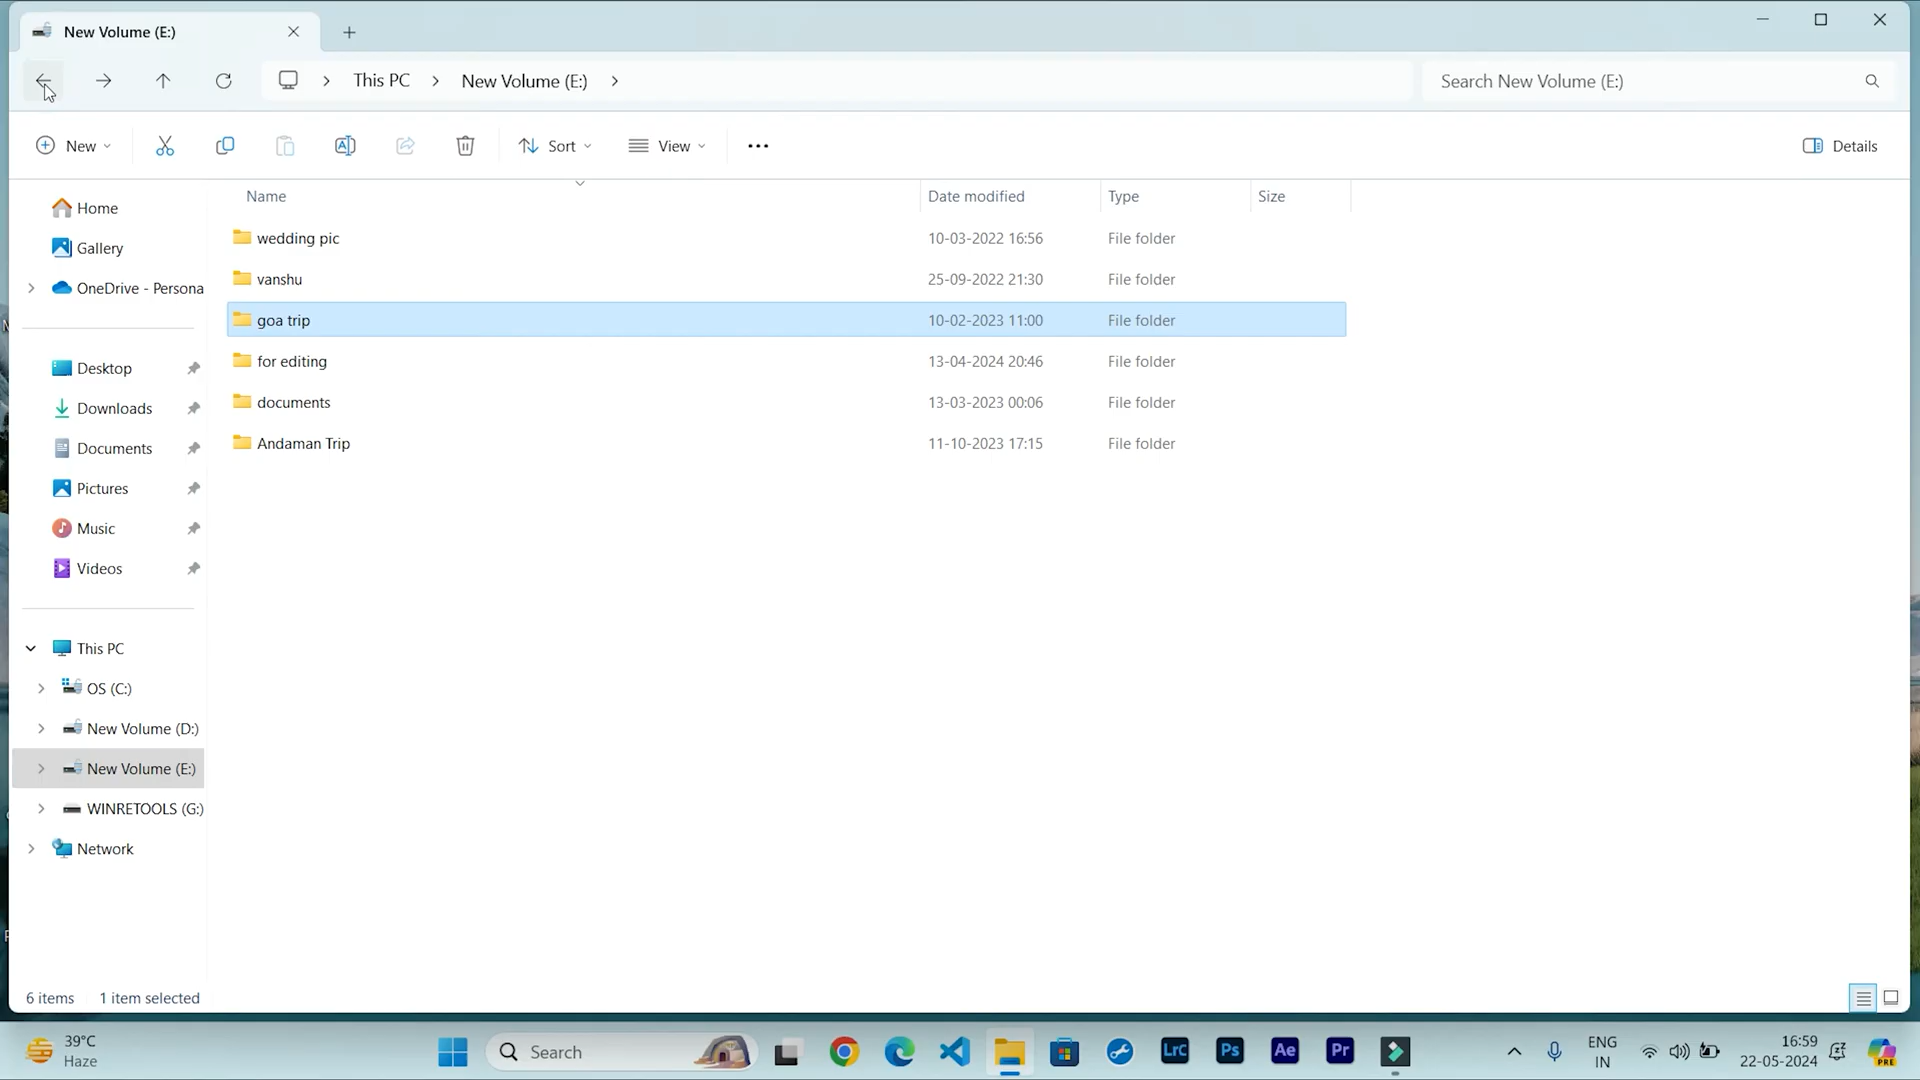 New Volume (E:)
This PC
New Volume (E:)
Search New Volume (E:)
New
Sort
View
Details
Name
Date modified
Type
Size
Home
Gallery
OneDrive - Persona
Desktop
Downloads
Documents
Pictures
Music
Videos
This PC
OS (C:)
New Volume (D:)
New Volume (E:)
WINRETOOLS (G:)
Network
wedding pic 10-03-2022 16:56 File folder
vanshu 25-09-2022 21:30 File folder
goa trip 10-02-2023 11:00 File folder
for editing 13-04-2024 20:46 File folder
documents 13-03-2023 00:06 File folder
Andaman Trip 11-10-2023 17:15 File folder
6 items 1 item selected
39°C
Haze
Search
LrC
Ps
Ae
Pr
ENG
IN
16:59
22-05-2024
PRE